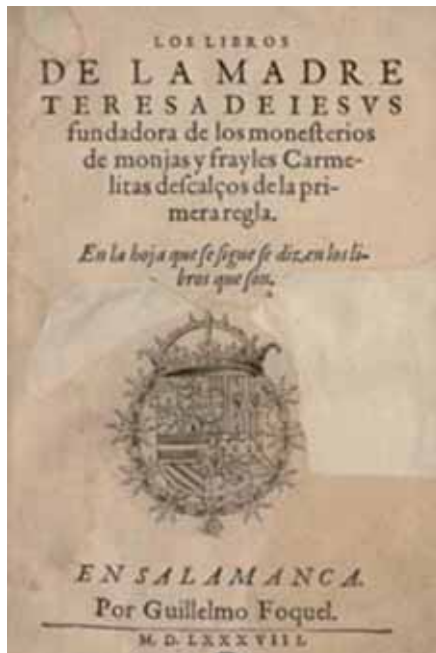 LOS LIBROS
DE LA MADRE
TERESA DE IESVS
fundadora de los monesterios
de monjas y frayles Carme-
litas descalços de la pri-
mera regla.
En la hoja que se sigue se dizen los li-
bros que son.
EN SALAMANCA.
Por Guillelmo Foquel.
M. D. LXXXVIII.